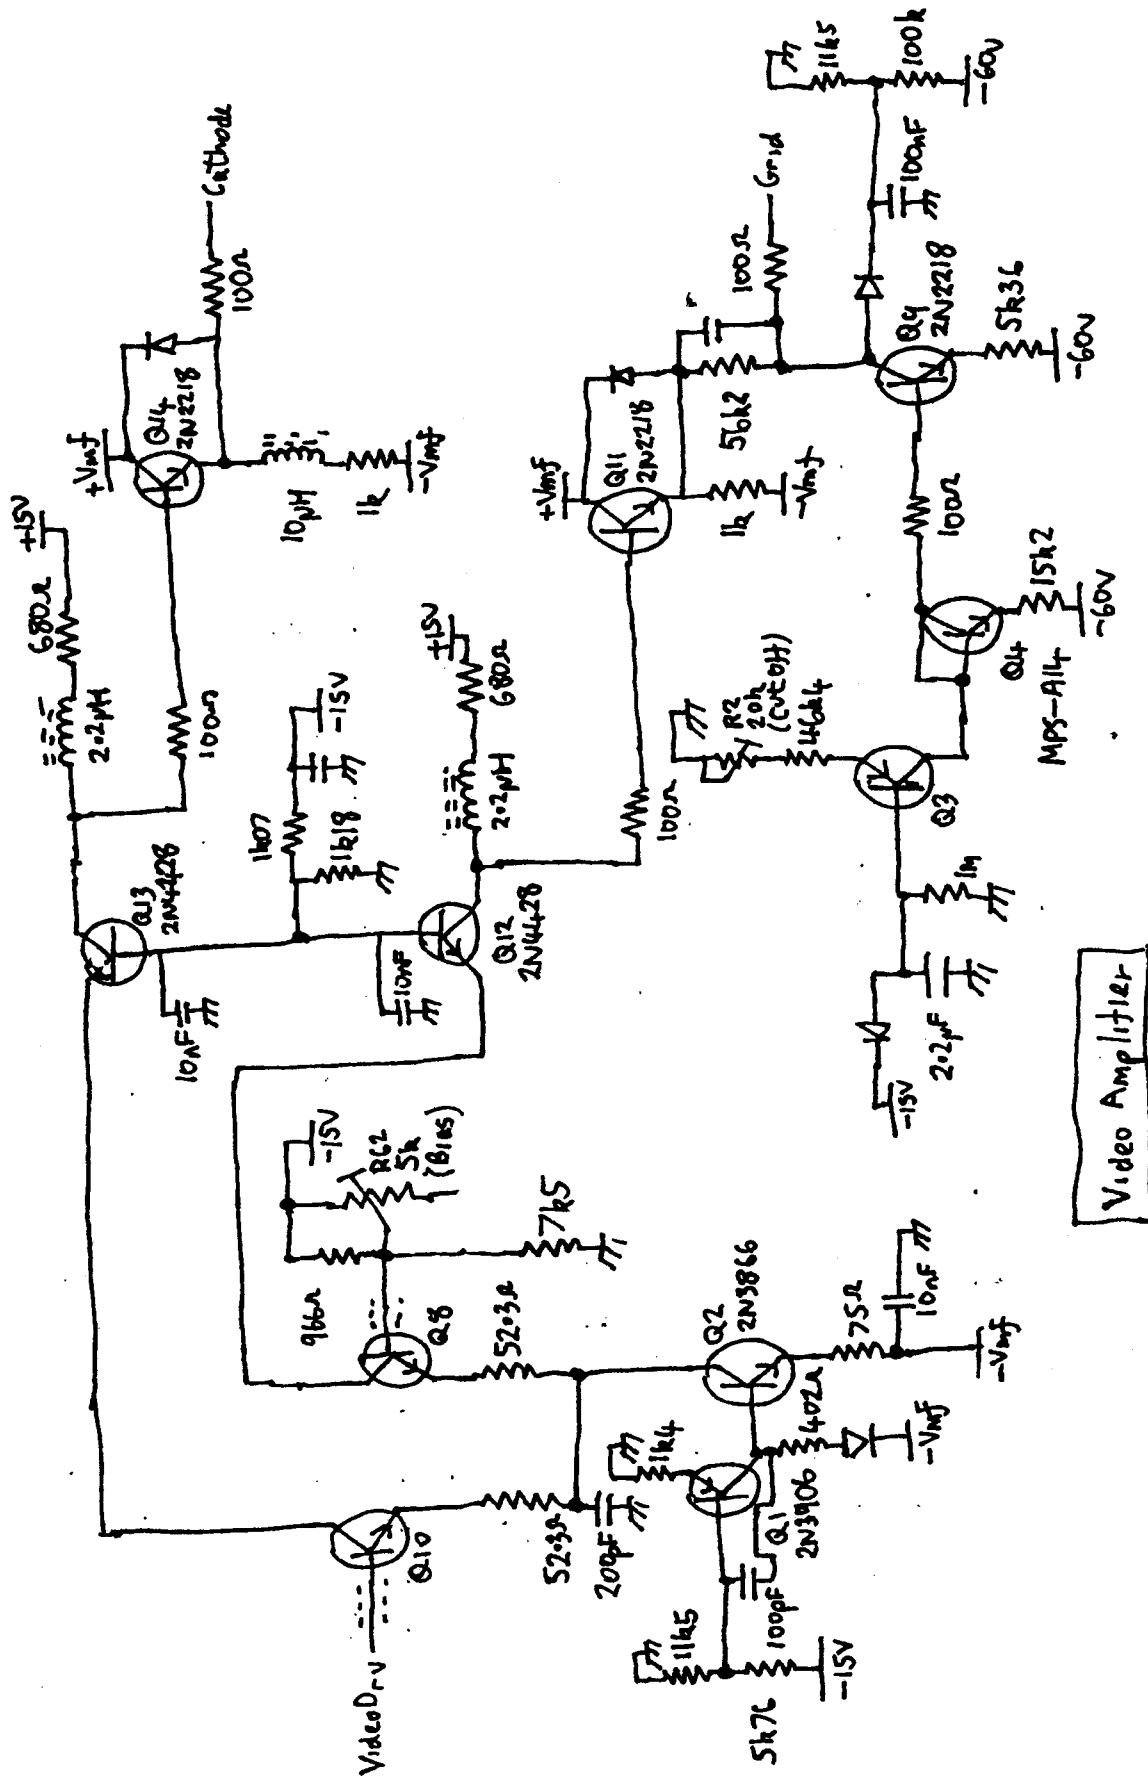 VideoDrv
Q10
52.3Ω
200pF
11k5
5k76
-15V
100pF
Q1
2N3906
1k4
402Ω
-Vmf
Q2
2N3866
75Ω
10nF
-Vmf
52.3Ω
Q8
966Ω
-15V
R62
5k
(Bias)
7k5
10nF
Q13
2N4428
10nF
Q12
2N4428
1k07
1k18
-15V
2.2μH
680Ω
+15V
100Ω
+Vmf
Q14
2N2218
10μH
1k
-Vmf
100Ω
Cathode
2.2μH
680Ω
+15V
100Ω
+Vmf
Q11
2N2218
1k
-Vmf
56k2
100Ω
Grid
-15V
2.2μF
1M
Q3
R2
20k
(Cutoff)
46k4
Q4
MPS-A14
15k2
-60V
100Ω
Q9
2N2218
5k36
-60V
100nF
11k5
100k
-60V
Video Amplifier